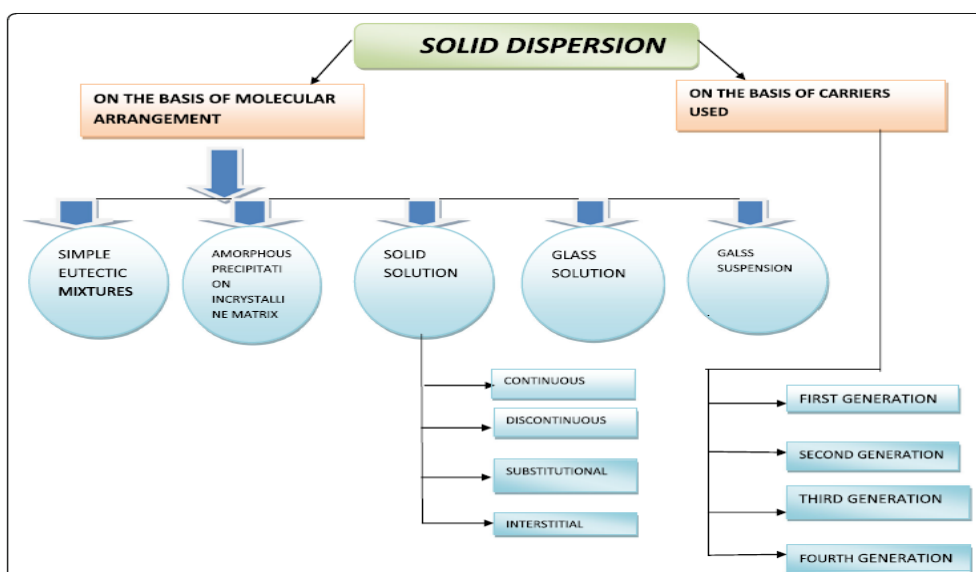 SOLID DISPERSION
ON THE BASIS OF MOLECULAR
ARRANGEMENT
ON THE BASIS OF CARRIERS
USED
SIMPLE
EUTECTIC
MIXTURES
AMORPHOUS
PRECIPITATI
ON
INCRYSTALLI
NE MATRIX
SOLID
SOLUTION
GLASS
SOLUTION
GALSS
SUSPENSION
.
CONTINUOUS
DISCONTINUOUS
SUBSTITUTIONAL
INTERSTITIAL
FIRST GENERATION
SECOND GENERATION
THIRD GENERATION
FOURTH GENERATION